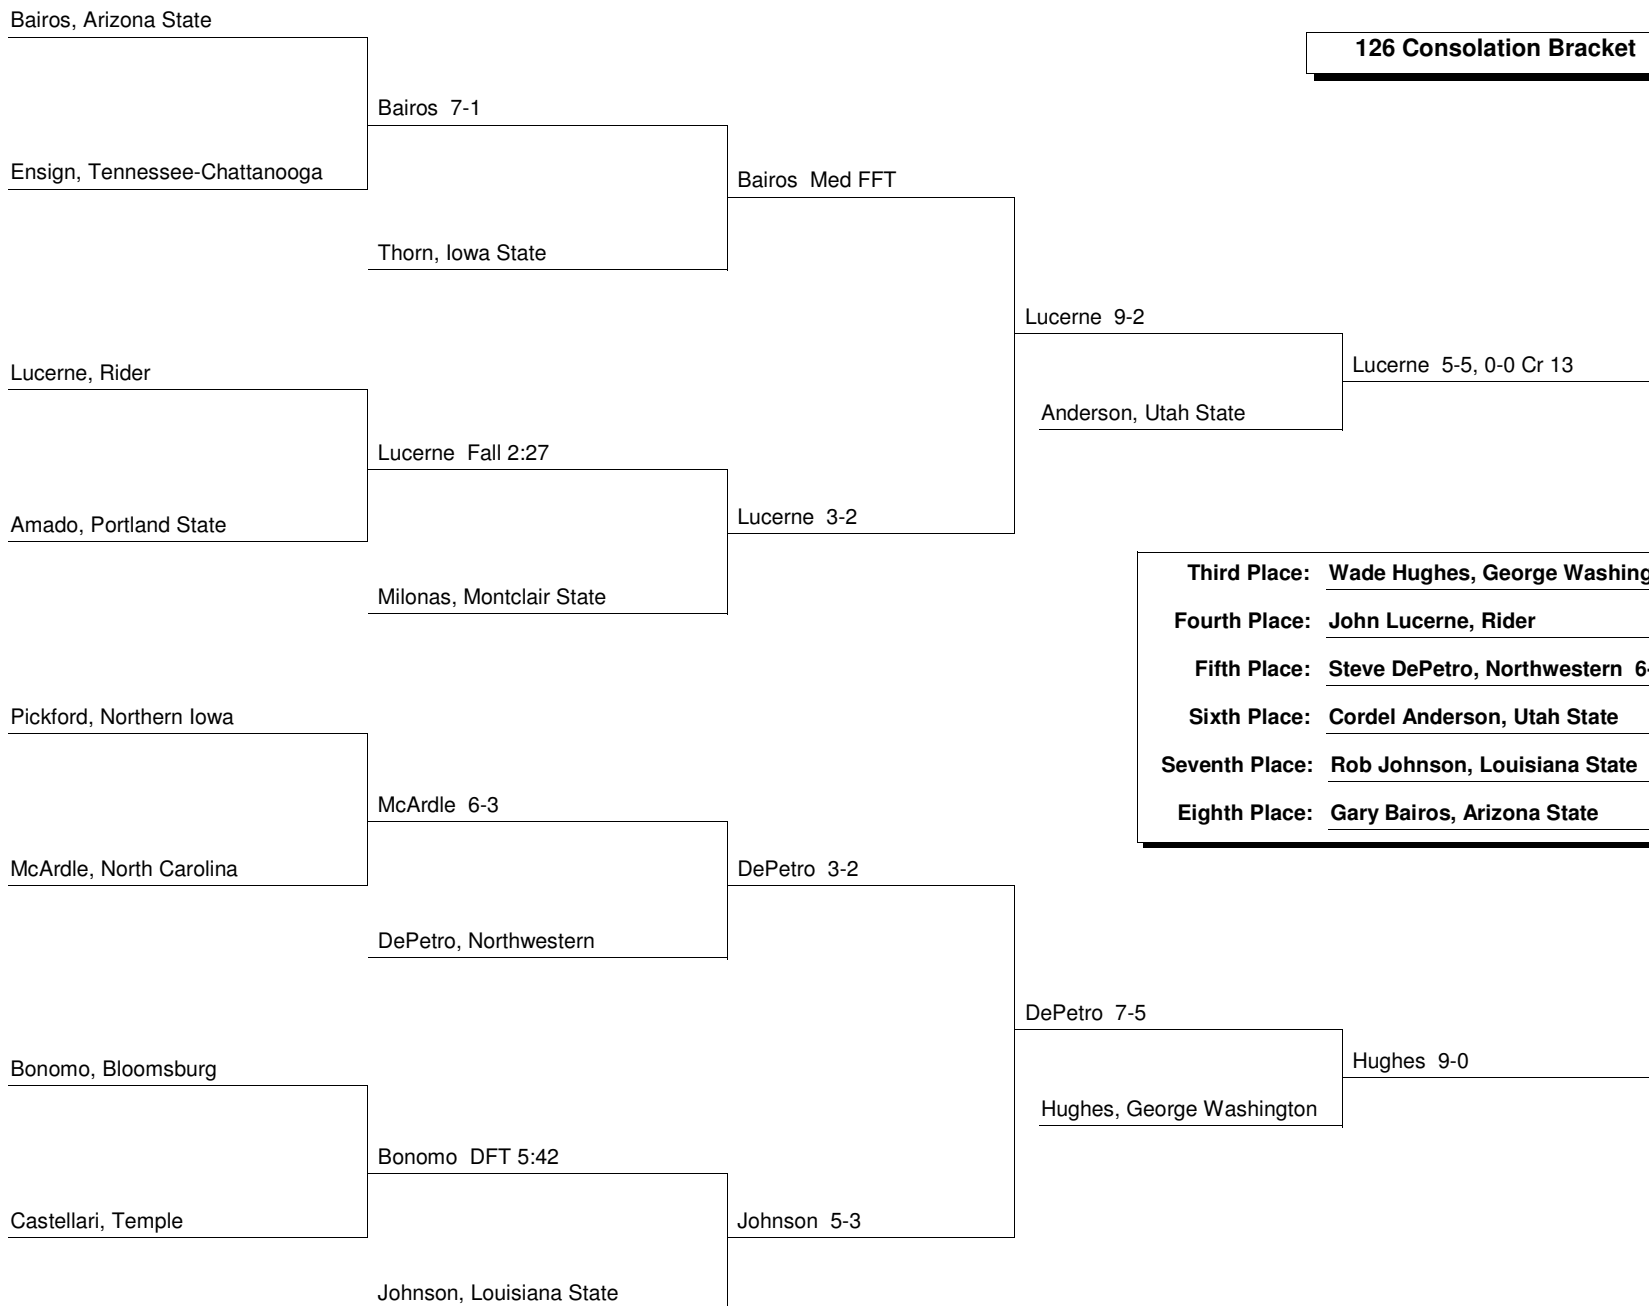 Bairos, Arizona State
126 Consolation Bracket
Bairos  7-1
Ensign, Tennessee-Chattanooga
Bairos  Med FFT
Thorn, Iowa State
Lucerne  9-2
Lucerne, Rider
Lucerne  5-5, 0-0 Cr 13
Anderson, Utah State
Lucerne  Fall 2:27
Amado, Portland State
Lucerne  3-2
Milonas, Montclair State
Third Place: Wade Hughes, George Washing
Fourth Place: John Lucerne, Rider
Fifth Place: Steve DePetro, Northwestern  6-
Sixth Place: Cordel Anderson, Utah State
Seventh Place: Rob Johnson, Louisiana State
Eighth Place: Gary Bairos, Arizona State
Pickford, Northern Iowa
McArdle  6-3
McArdle, North Carolina
DePetro  3-2
DePetro, Northwestern
DePetro  7-5
Bonomo, Bloomsburg
Hughes  9-0
Hughes, George Washington
Bonomo  DFT 5:42
Castellari, Temple
Johnson  5-3
Johnson, Louisiana State